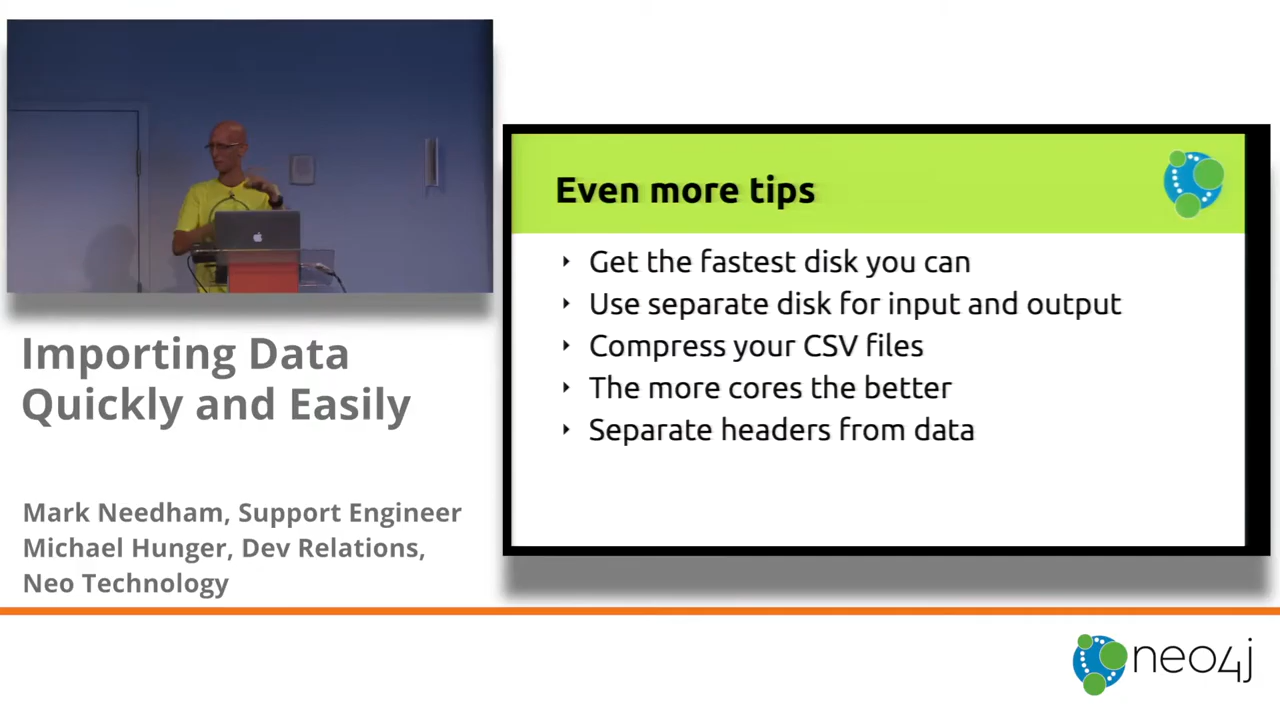 Importing Data
Quickly and Easily
Mark Needham, Support Engineer
Michael Hunger, Dev Relations,
Neo Technology
Even more tips
‣ Get the fastest disk you can
‣ Use separate disk for input and output
‣ Compress your CSV files
‣ The more cores the better
‣ Separate headers from data
neo4j